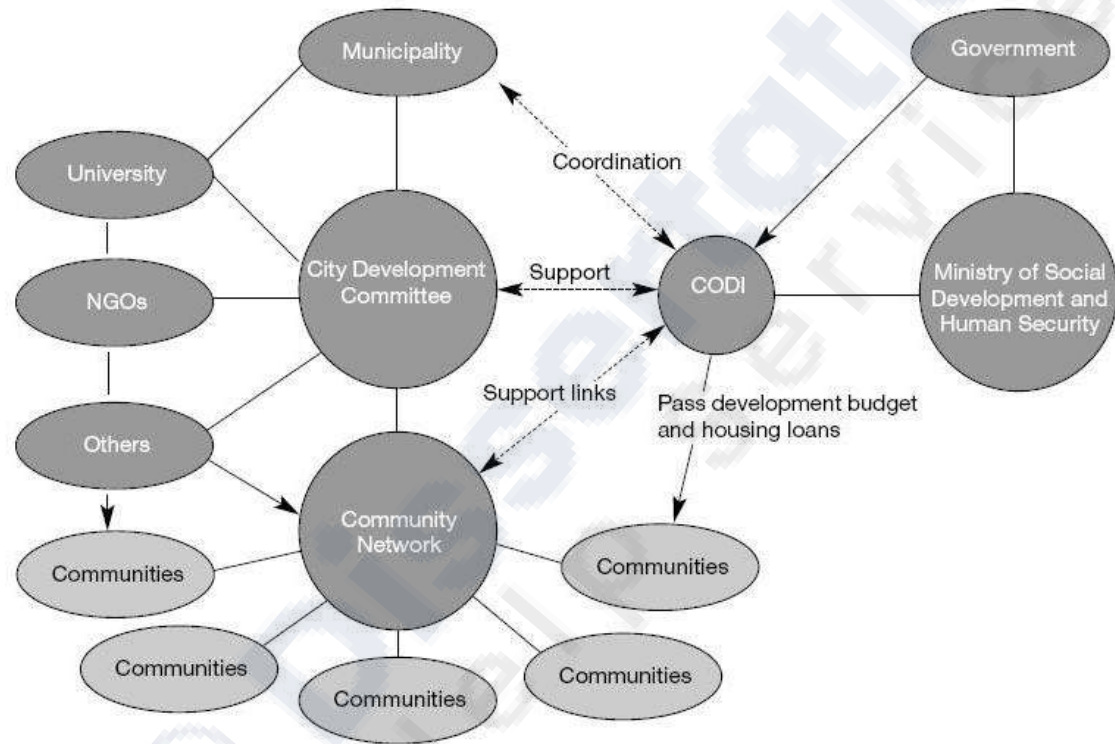 Municipality
Government
Coordination
University
City Development
Committee
Support
CODI
Ministry of Social
Development and
Human Security
NGOs
Support links
Pass development budget
and housing loans
Others
Community
Network
Communities
Communities
Communities
Communities
Communities